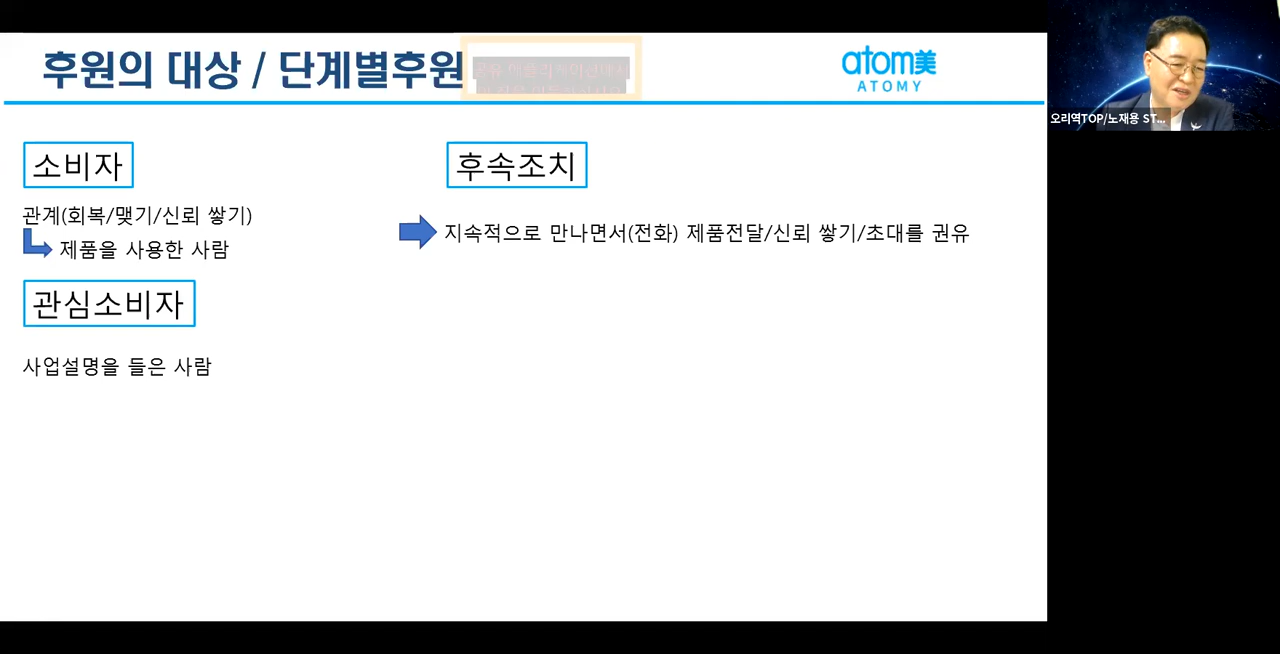 후원의 대상 / 단계별후원
atom美
ATOMY
오리역TOP/노재용 ST...
소비자
후속조치
관계(회복/맺기/신뢰 쌓기)
제품을 사용한 사람
지속적으로 만나면서(전화) 제품전달/신뢰 쌓기/초대를 권유
관심소비자
사업설명을 들은 사람